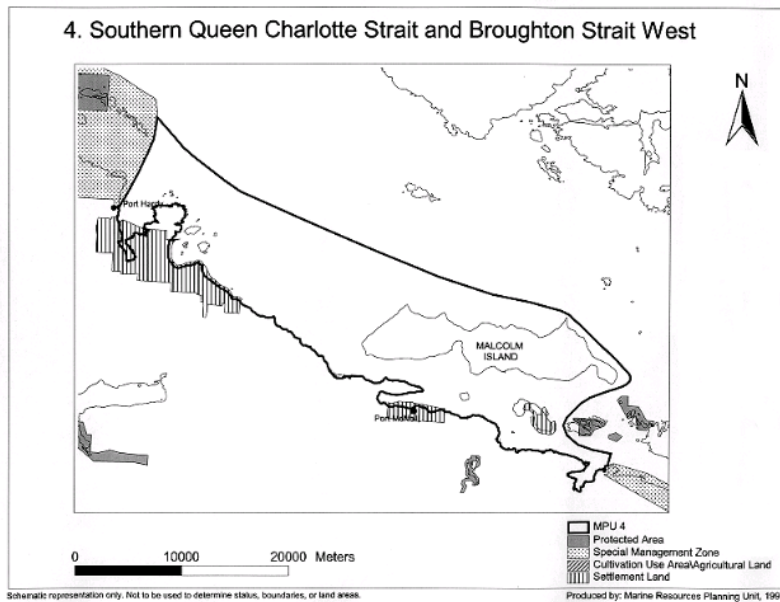 4. Southern Queen Charlotte Strait and Broughton Strait West
N
Port Hardy
MALCOLM
ISLAND
Port
0 10000 20000 Meters
MPU 4
Protected Area
Special Management Zone
Cultivation Use Area\Agricultural Land
Settlement Land
Schematic representation only. Not to be used to determine status, boundaries, or land areas.
Produced by: Marine Resources Planning Unit, 199